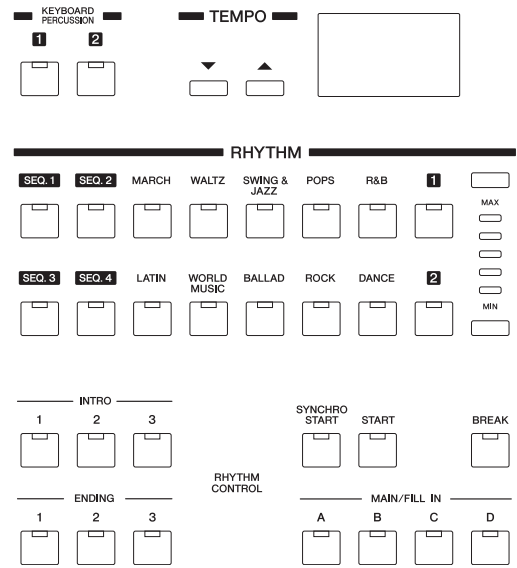 KEYBOARD
PERCUSSION
1 2
TEMPO
RHYTHM
SEQ. 1 SEQ. 2 MARCH WALTZ SWING & JAZZ POPS R&B 1
MAX
SEQ. 3 SEQ. 4 LATIN WORLD MUSIC BALLAD ROCK DANCE 2
MIN
INTRO
1 2 3
SYNCHRO
START START BREAK
RHYTHM
CONTROL
ENDING
1 2 3
MAIN/FILL IN
A B C D